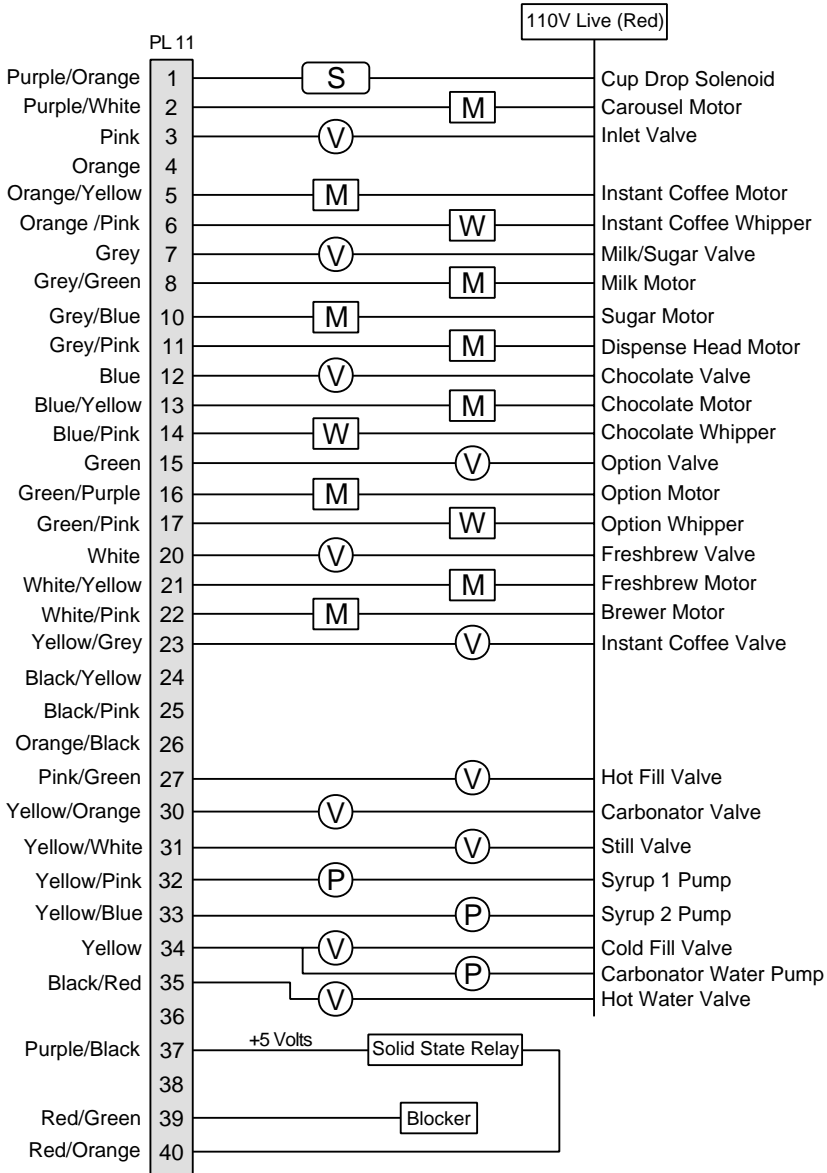 110V Live (Red)
PL 11
Purple/Orange 1 S Cup Drop Solenoid
Purple/White 2 M Carousel Motor
Pink 3 V Inlet Valve
Orange 4
Orange/Yellow 5 M Instant Coffee Motor
Orange /Pink 6 W Instant Coffee Whipper
Grey 7 V Milk/Sugar Valve
Grey/Green 8 M Milk Motor
Grey/Blue 10 M Sugar Motor
Grey/Pink 11 M Dispense Head Motor
Blue 12 V Chocolate Valve
Blue/Yellow 13 M Chocolate Motor
Blue/Pink 14 W Chocolate Whipper
Green 15 V Option Valve
Green/Purple 16 M Option Motor
Green/Pink 17 W Option Whipper
White 20 V Freshbrew Valve
White/Yellow 21 M Freshbrew Motor
White/Pink 22 M Brewer Motor
Yellow/Grey 23 V Instant Coffee Valve
Black/Yellow 24
Black/Pink 25
Orange/Black 26
Pink/Green 27 V Hot Fill Valve
Yellow/Orange 30 V Carbonator Valve
Yellow/White 31 V Still Valve
Yellow/Pink 32 P Syrup 1 Pump
Yellow/Blue 33 P Syrup 2 Pump
Yellow 34 V Cold Fill Valve
P Carbonator Water Pump
Black/Red 35 V Hot Water Valve
36
Purple/Black 37 +5 Volts Solid State Relay
38
Red/Green 39 Blocker
Red/Orange 40